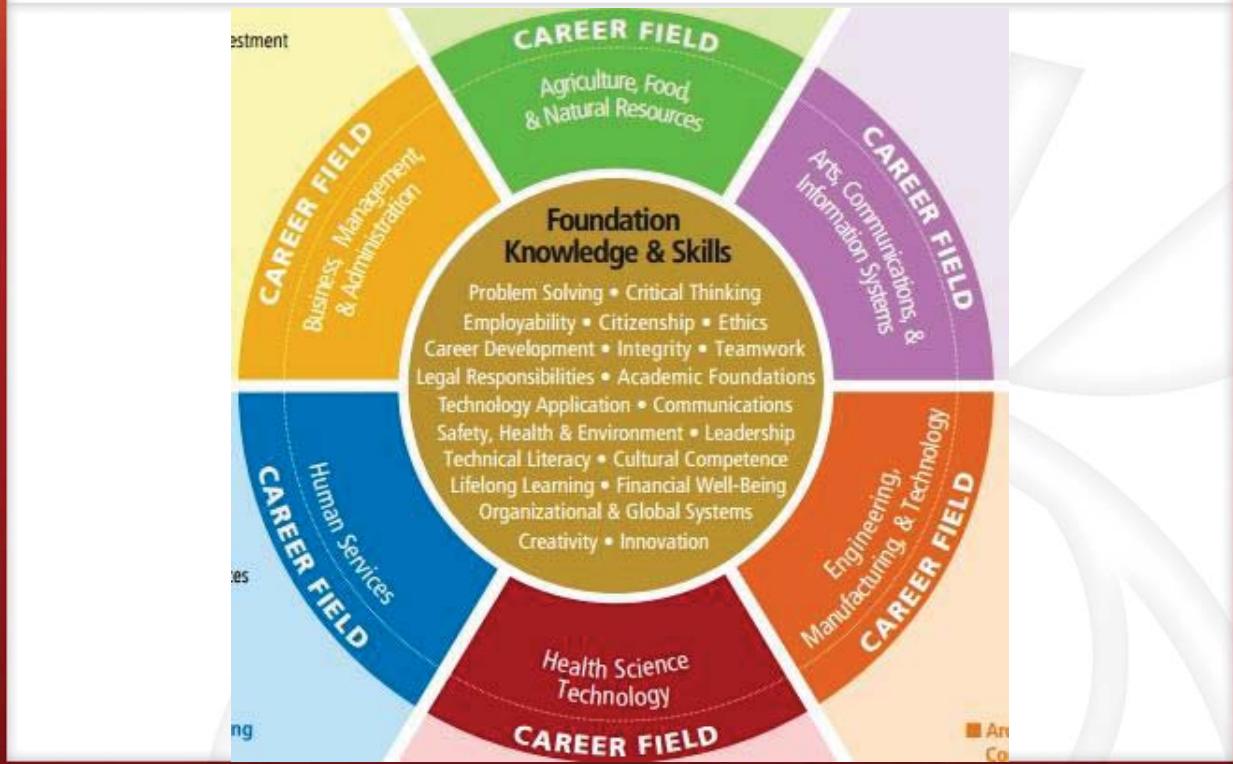 estment
CAREER FIELD
Agriculture, Food,
& Natural Resources
CAREER FIELD
Business, Management,
& Administration
CAREER FIELD
Arts, Communications, &
Information Systems
Foundation
Knowledge & Skills
Problem Solving • Critical Thinking
Employability • Citizenship • Ethics
Career Development • Integrity • Teamwork
Legal Responsibilities • Academic Foundations
Technology Application • Communications
Safety, Health & Environment • Leadership
Technical Literacy • Cultural Competence
Lifelong Learning • Financial Well-Being
Organizational & Global Systems
Creativity • Innovation
Human Services
CAREER FIELD
Engineering,
Manufacturing, & Technology
CAREER FIELD
ces
Health Science
Technology
CAREER FIELD
ng
■ Arc
Co